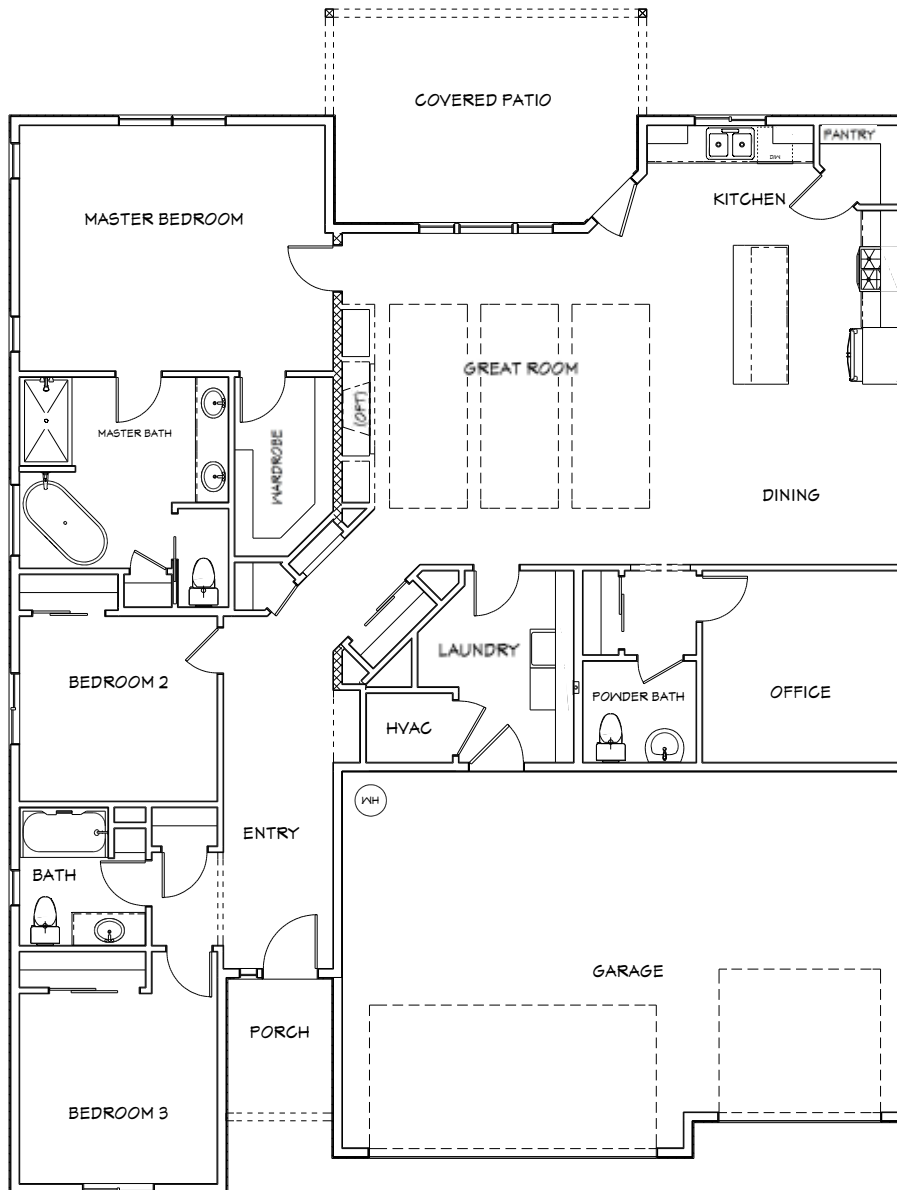 COVERED PATIO
PANTRY
DW
KITCHEN
MASTER BEDROOM
GREAT ROOM
(OPT)
MASTER BATH
WARDROBE
DINING
LAUNDRY
BEDROOM 2
POWDER BATH
OFFICE
HVAC
WH
ENTRY
BATH
GARAGE
PORCH
BEDROOM 3